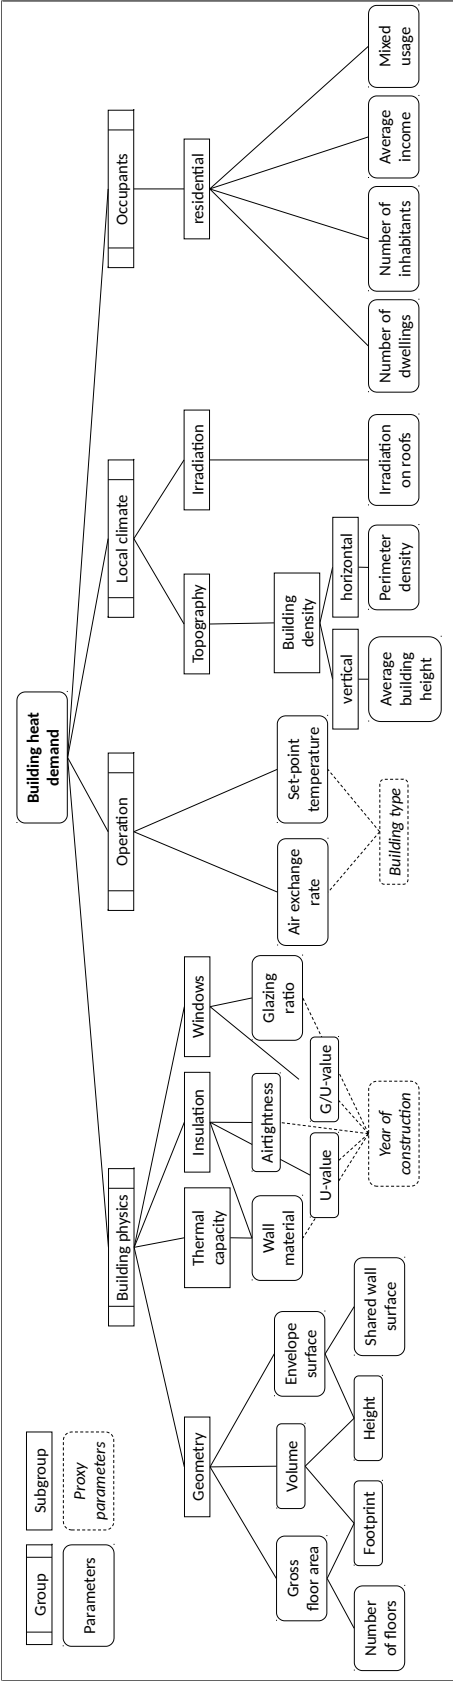 Group
Subgroup
Parameters
Proxy
parameters
Building heat
demand
Building physics
Operation
Local climate
Occupants
Geometry
Thermal
capacity
Insulation
Windows
Topography
Irradiation
residential
Gross
floor area
Volume
Envelope
surface
Wall
material
Airtightness
Glazing
ratio
Air exchange
rate
Set-point
temperature
Building
density
U-value
G/U-value
vertical
horizontal
Number
of floors
Footprint
Height
Shared wall
surface
Year of
construction
Building type
Average
building
height
Perimeter
density
Irradiation
on roofs
Number of
dwellings
Number of
inhabitants
Average
income
Mixed
usage